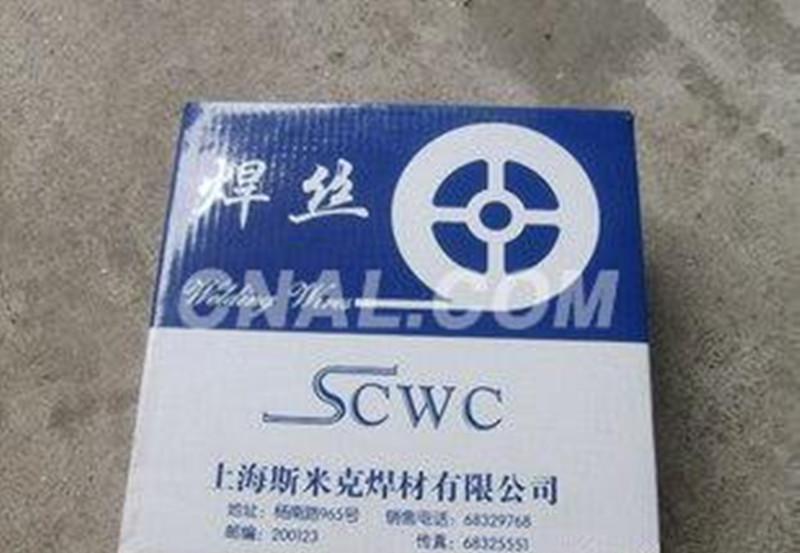 焊丝
Welding Wires
CNAL.COM
SCWC
上海斯米克焊材有限公司
地址：杨南路965号 销售电话：68329768
邮编：200123 传真：68325551